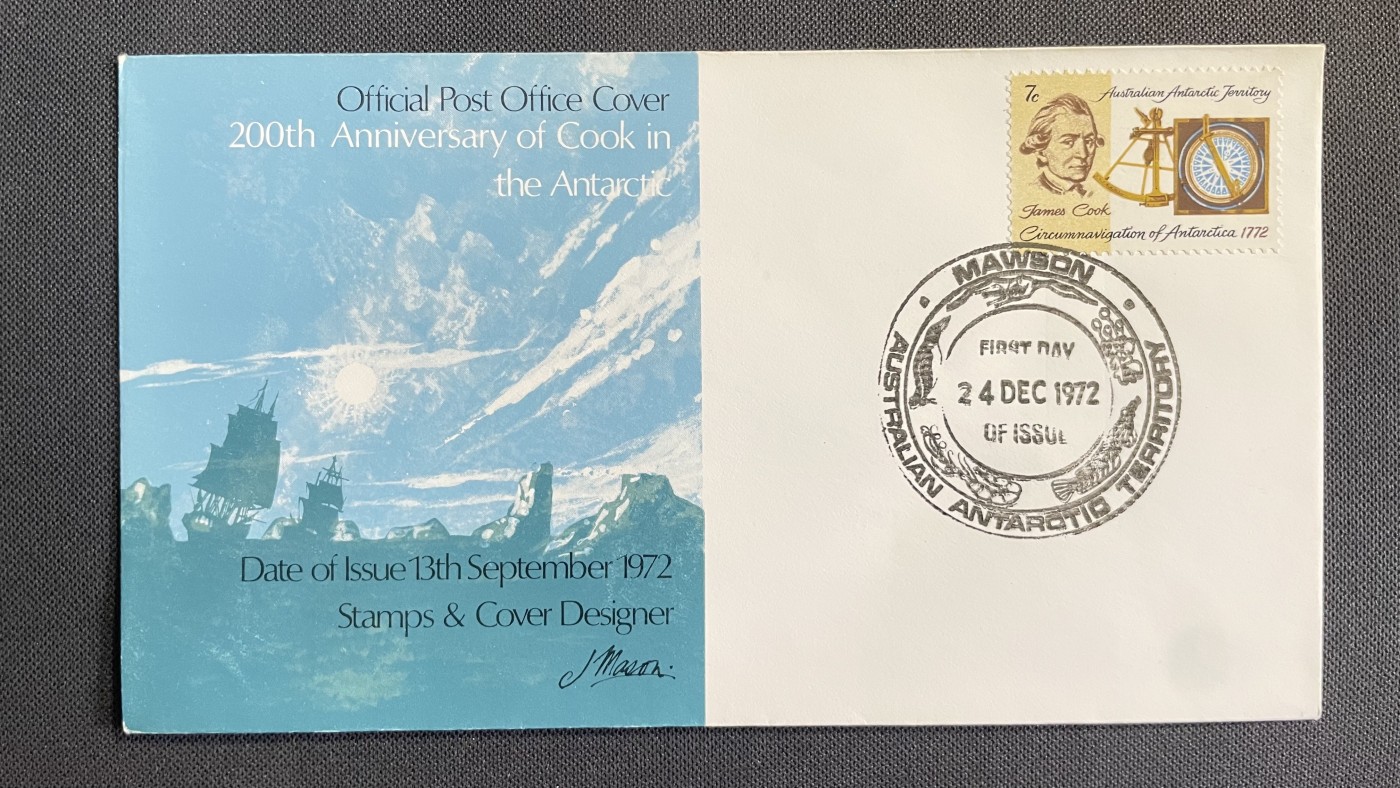 Official Post Office Cover
200th Anniversary of Cook in
the Antarctic
Date of Issue 13th September 1972
Stamps & Cover Designer
J Mason.
7c
Australian Antarctic Territory
James Cook
Circumnavigation of Antarctica 1772
MAWSON
FIRST DAY
24 DEC 1972
OF ISSUE
AUSTRALIAN ANTARCTIC TERRITORY